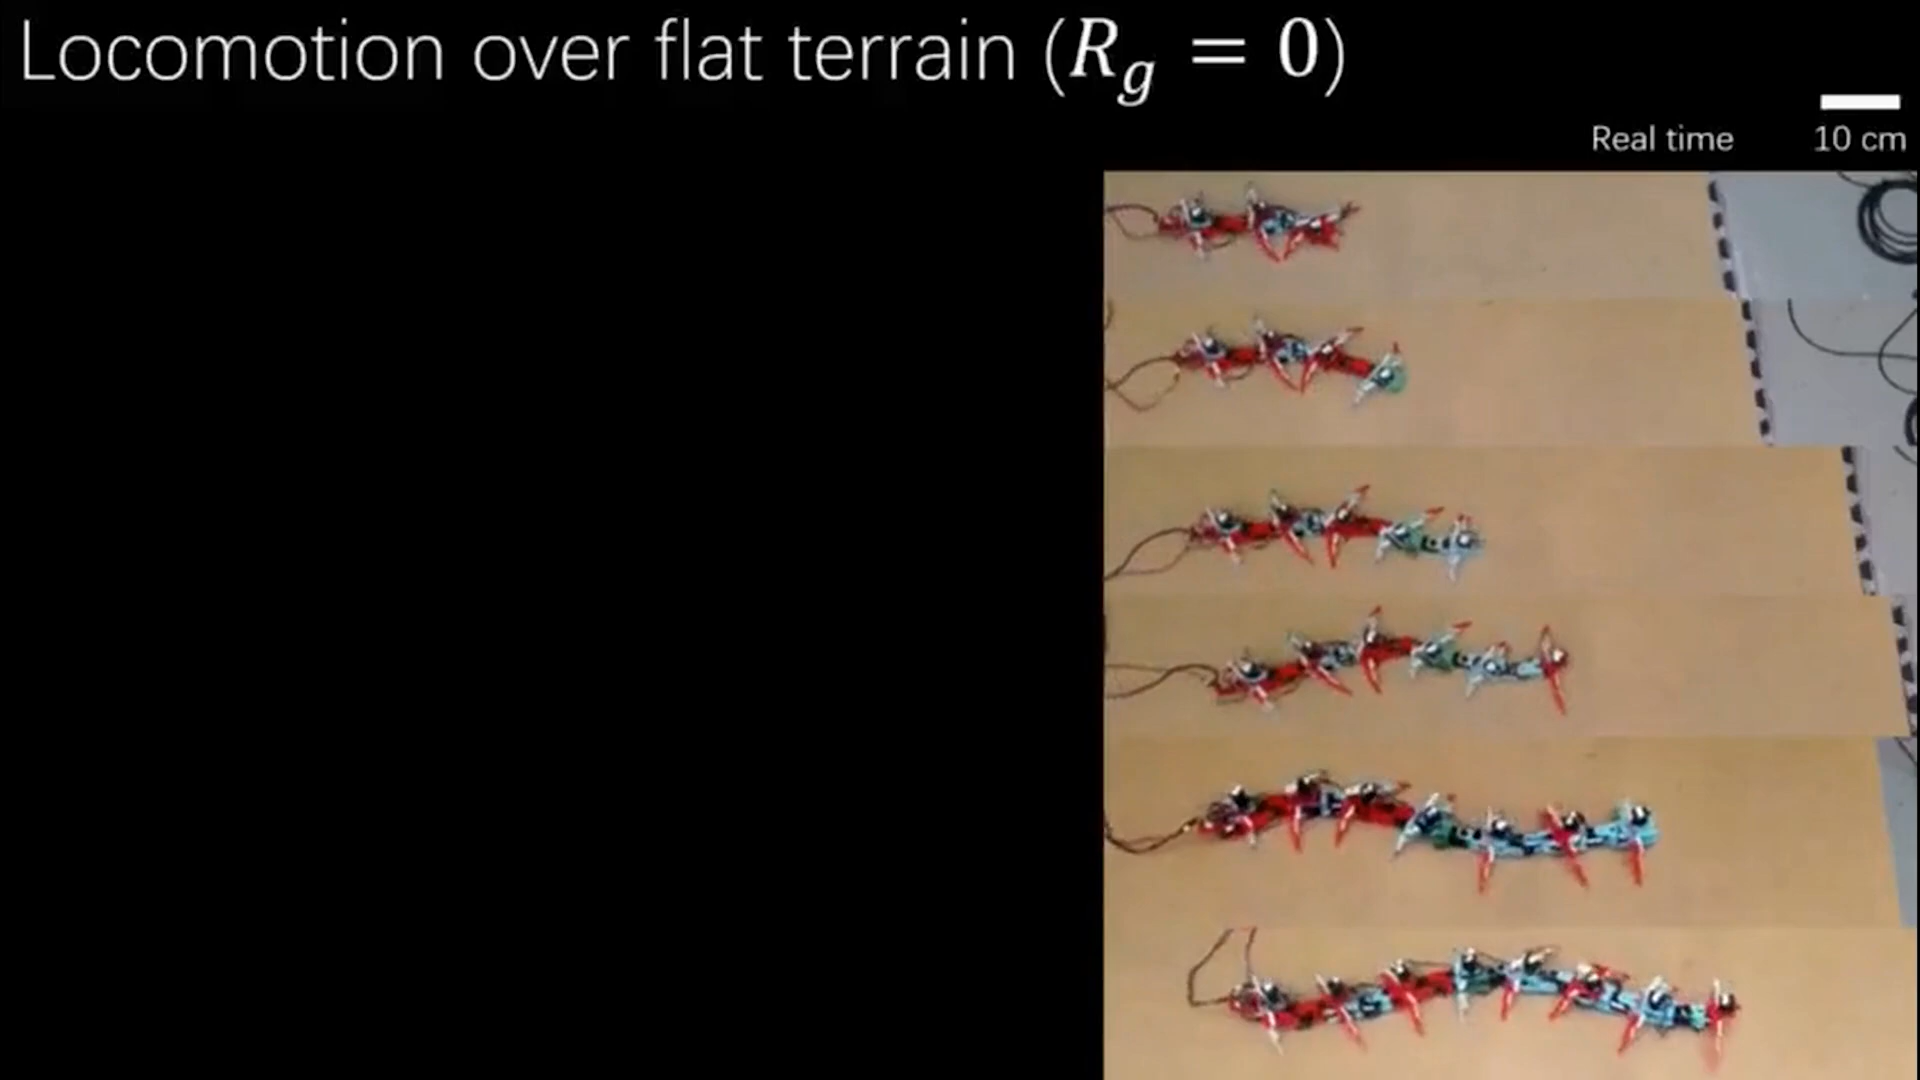 Locomotion over flat terrain (R_g = 0)
Real time
10 cm